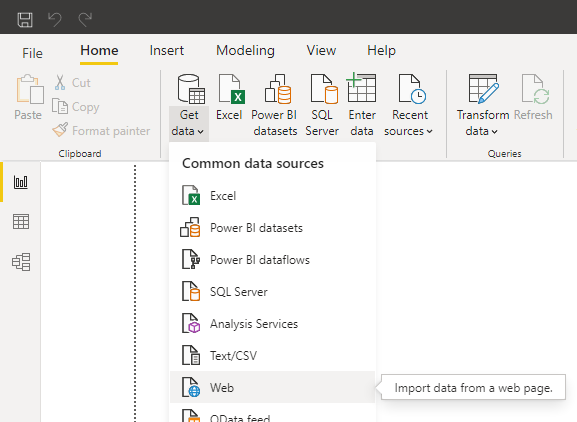 File Home Insert Modeling View Help
Paste
Cut
Copy
Format painter
Clipboard
Get
data
Excel
Power BI
datasets
SQL
Server
Enter
data
Recent
sources
Transform
data
Refresh
Queries
Common data sources
Excel
Power BI datasets
Power BI dataflows
SQL Server
Analysis Services
Text/CSV
Web
Import data from a web page.
OData feed